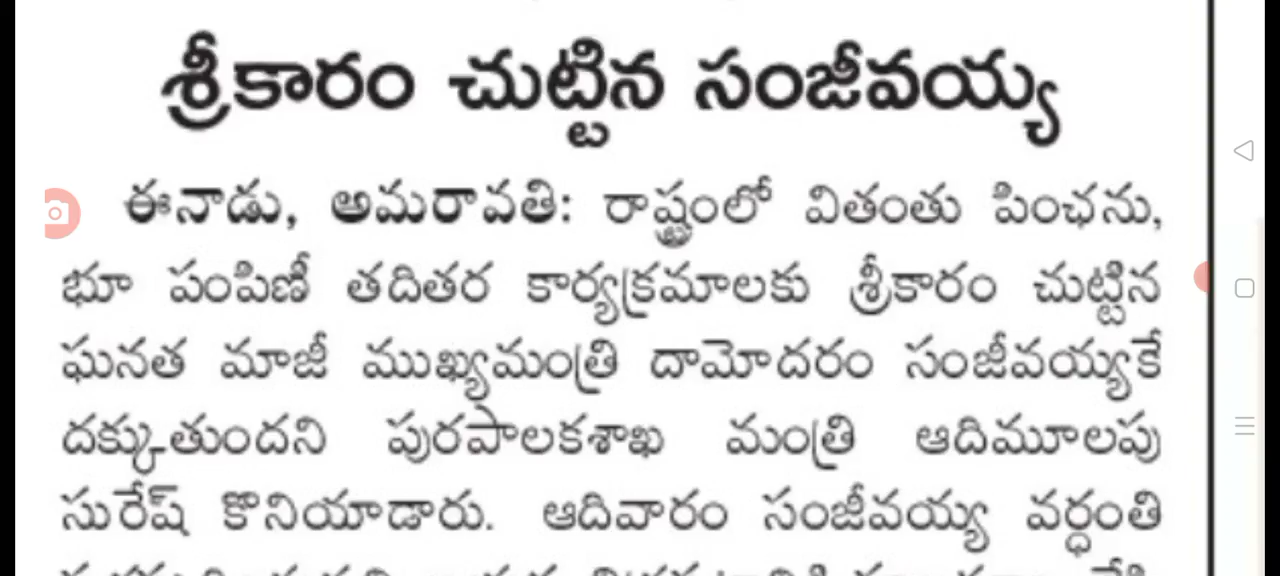 శ్రీకారం చుట్టిన సంజీవయ్య
ఈనాడు, అమరావతి: రాష్ట్రంలో వితంతు పింఛను,
భూ పంపిణీ తదితర కార్యక్రమాలకు శ్రీకారం చుట్టిన
ఘనత మాజీ ముఖ్యమంత్రి దామోదరం సంజీవయ్యకే
దక్కుతుందని పురపాలకశాఖ మంత్రి ఆదిమూలపు
సురేష్ కొనియాడారు. ఆదివారం సంజీవయ్య వర్ధంతి